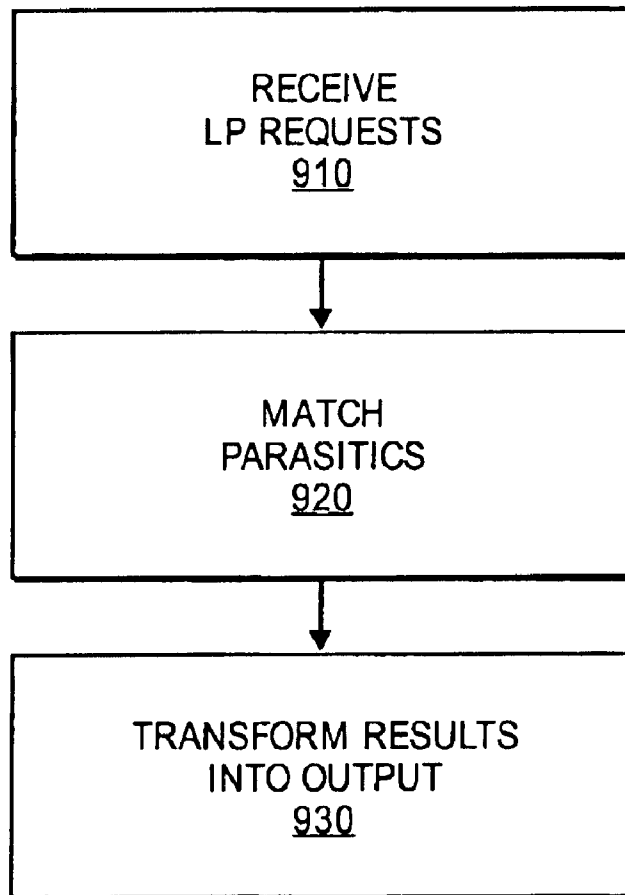 RECEIVE
LP REQUESTS
910
MATCH
PARASITICS
920
TRANSFORM RESULTS
INTO OUTPUT
930